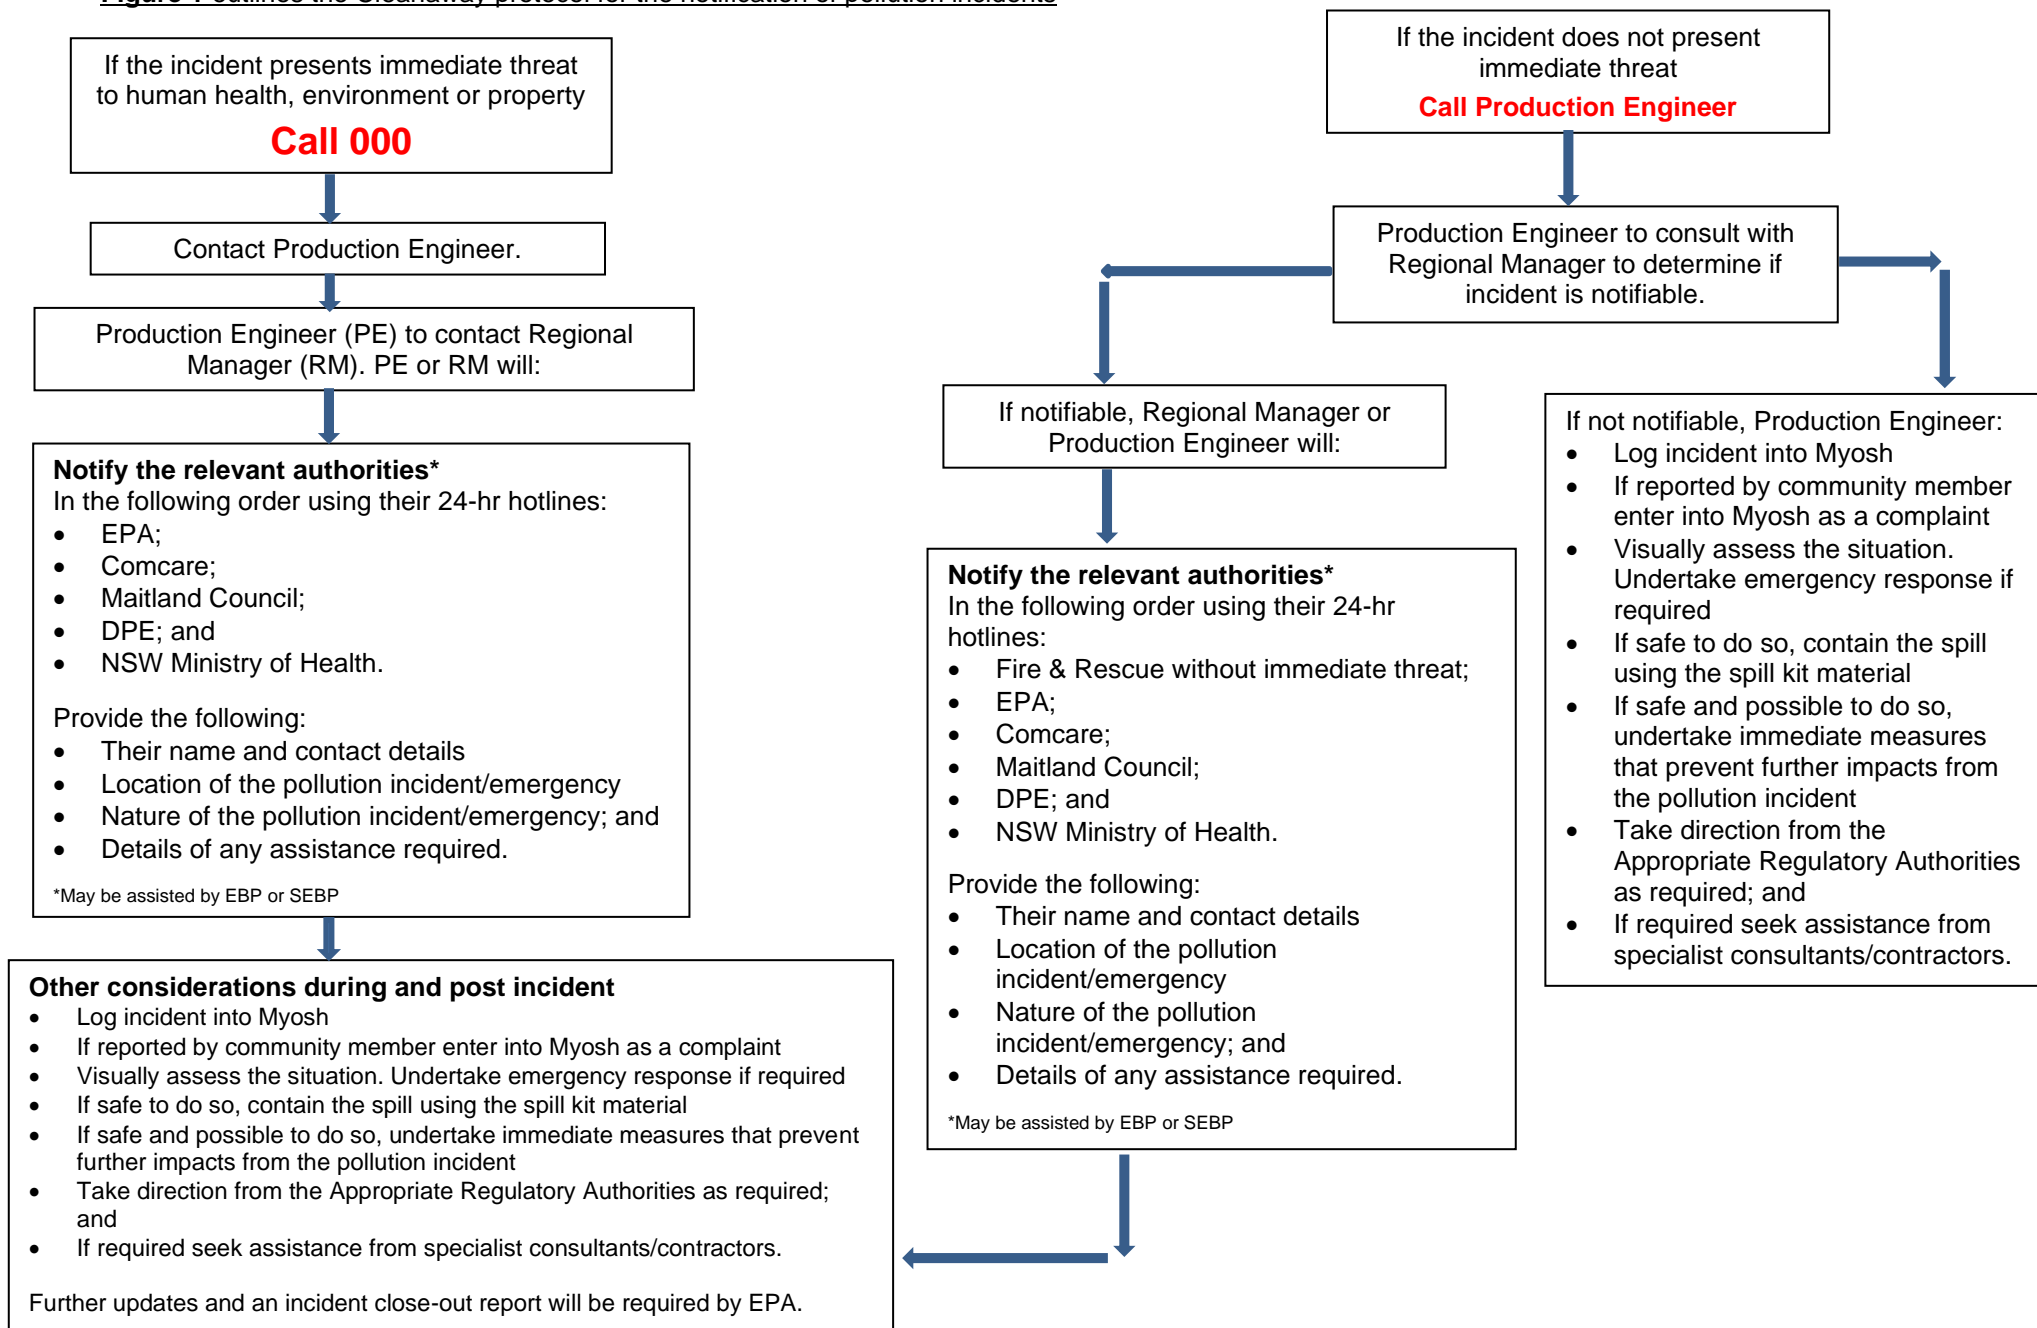 Figure 1 outlines the Cleanaway protocol for the notification of pollution incidents
If the incident presents immediate threat
to human health, environment or property
Call 000
Contact Production Engineer.
Production Engineer (PE) to contact Regional
Manager (RM). PE or RM will:
Notify the relevant authorities*
In the following order using their 24-hr hotlines:
• EPA;
• Comcare;
• Maitland Council;
• DPE; and
• NSW Ministry of Health.
Provide the following:
• Their name and contact details
• Location of the pollution incident/emergency
• Nature of the pollution incident/emergency; and
• Details of any assistance required.
*May be assisted by EBP or SEBP
Other considerations during and post incident
• Log incident into Myosh
• If reported by community member enter into Myosh as a complaint
• Visually assess the situation. Undertake emergency response if required
• If safe to do so, contain the spill using the spill kit material
• If safe and possible to do so, undertake immediate measures that prevent
further impacts from the pollution incident
• Take direction from the Appropriate Regulatory Authorities as required;
and
• If required seek assistance from specialist consultants/contractors.
Further updates and an incident close-out report will be required by EPA.
If the incident does not present
immediate threat
Call Production Engineer
Production Engineer to consult with
Regional Manager to determine if
incident is notifiable.
If notifiable, Regional Manager or
Production Engineer will:
Notify the relevant authorities*
In the following order using their 24-hr
hotlines:
• Fire & Rescue without immediate threat;
• EPA;
• Comcare;
• Maitland Council;
• DPE; and
• NSW Ministry of Health.
Provide the following:
• Their name and contact details
• Location of the pollution
incident/emergency
• Nature of the pollution
incident/emergency; and
• Details of any assistance required.
*May be assisted by EBP or SEBP
If not notifiable, Production Engineer:
• Log incident into Myosh
• If reported by community member
enter into Myosh as a complaint
• Visually assess the situation.
Undertake emergency response if
required
• If safe to do so, contain the spill
using the spill kit material
• If safe and possible to do so,
undertake immediate measures
that prevent further impacts from
the pollution incident
• Take direction from the
Appropriate Regulatory Authorities
as required; and
• If required seek assistance from
specialist consultants/contractors.